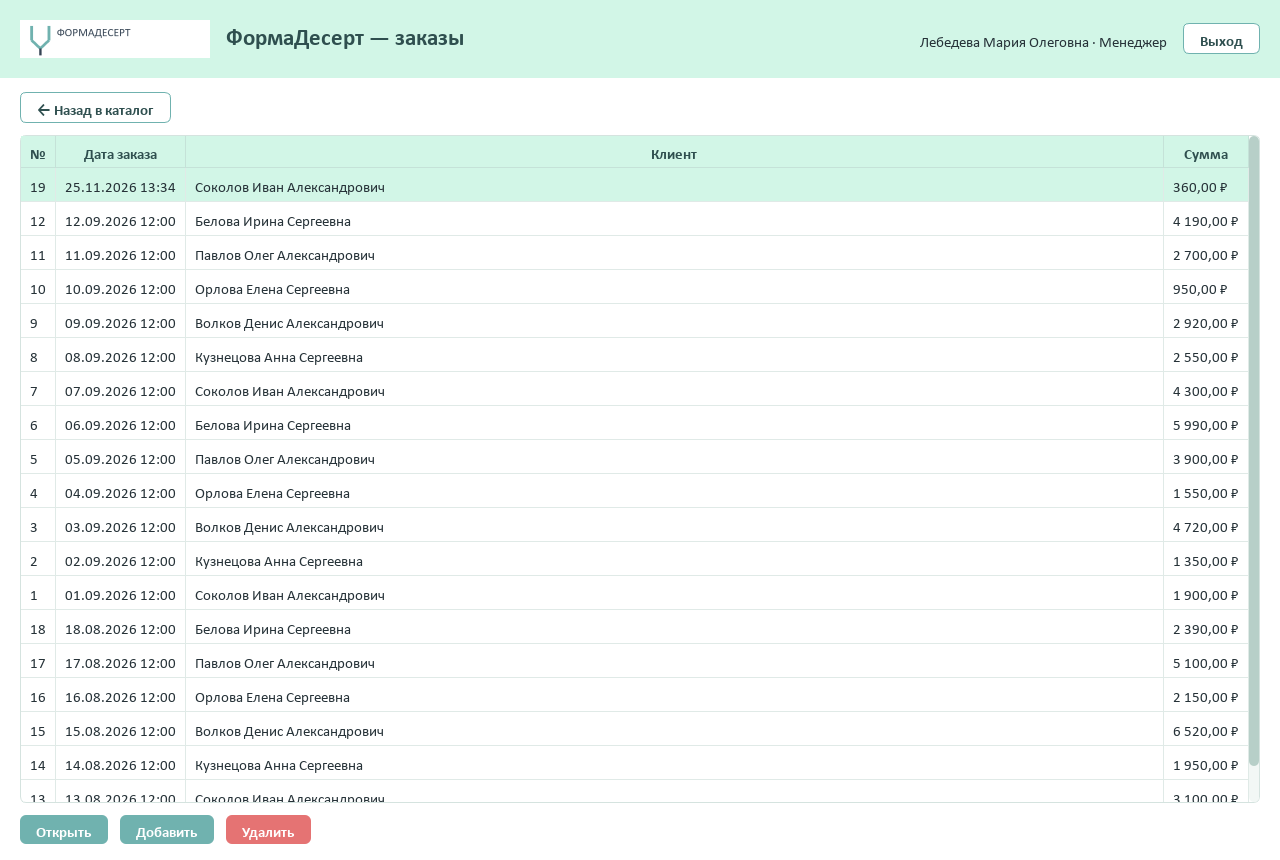 ФОРМАДЕСЕРТ
ФормаДесерт — заказы
Лебедева Мария Олеговна · Менеджер
Выход
← Назад в каталог
№ Дата заказа Клиент Сумма
19 25.11.2026 13:34 Соколов Иван Александрович 360,00 ₽
12 12.09.2026 12:00 Белова Ирина Сергеевна 4 190,00 ₽
11 11.09.2026 12:00 Павлов Олег Александрович 2 700,00 ₽
10 10.09.2026 12:00 Орлова Елена Сергеевна 950,00 ₽
9 09.09.2026 12:00 Волков Денис Александрович 2 920,00 ₽
8 08.09.2026 12:00 Кузнецова Анна Сергеевна 2 550,00 ₽
7 07.09.2026 12:00 Соколов Иван Александрович 4 300,00 ₽
6 06.09.2026 12:00 Белова Ирина Сергеевна 5 990,00 ₽
5 05.09.2026 12:00 Павлов Олег Александрович 3 900,00 ₽
4 04.09.2026 12:00 Орлова Елена Сергеевна 1 550,00 ₽
3 03.09.2026 12:00 Волков Денис Александрович 4 720,00 ₽
2 02.09.2026 12:00 Кузнецова Анна Сергеевна 1 350,00 ₽
1 01.09.2026 12:00 Соколов Иван Александрович 1 900,00 ₽
18 18.08.2026 12:00 Белова Ирина Сергеевна 2 390,00 ₽
17 17.08.2026 12:00 Павлов Олег Александрович 5 100,00 ₽
16 16.08.2026 12:00 Орлова Елена Сергеевна 2 150,00 ₽
15 15.08.2026 12:00 Волков Денис Александрович 6 520,00 ₽
14 14.08.2026 12:00 Кузнецова Анна Сергеевна 1 950,00 ₽
13 13.08.2026 12:00 Соколов Иван Александрович 3 100,00 ₽
Открыть Добавить Удалить